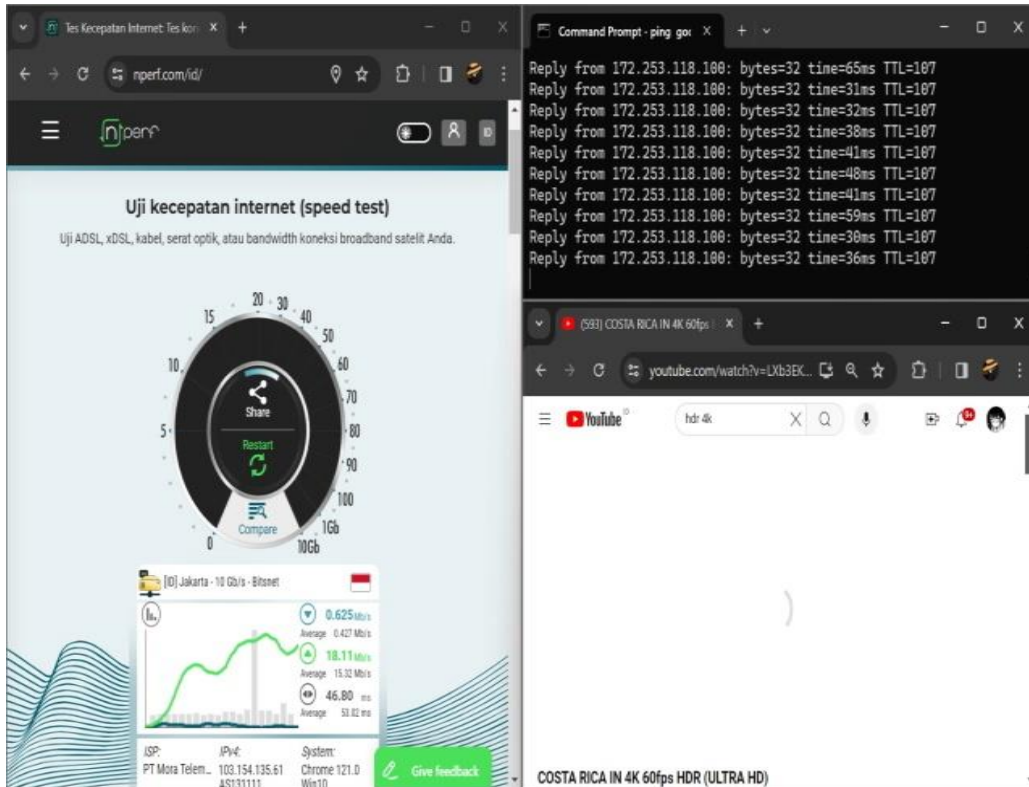 Tes Kecepatan Internet: Tes kon
nperf.com/id/
nperf
ID
Uji kecepatan internet (speed test)
Uji ADSL, xDSL, kabel, serat optik, atau bandwidth koneksi broadband satelit Anda.
0
5
10
15
20
30
40
50
60
70
80
90
100
1Gb
10Gb
Share
Restart
Compare
[ID] Jakarta - 10 Gb/s - Bitsnet
0.625 Mb/s
Average 0.427 Mb/s
18.11 Mb/s
Average 15.32 Mb/s
46.80 ms
Average 53.82 ms
ISP: IPv4: System:
PT Mora Telem... 103.154.135.61 Chrome 121.0
AS131111 Win10
Give feedback
Command Prompt - ping goo
Reply from 172.253.118.100: bytes=32 time=65ms TTL=107
Reply from 172.253.118.100: bytes=32 time=31ms TTL=107
Reply from 172.253.118.100: bytes=32 time=32ms TTL=107
Reply from 172.253.118.100: bytes=32 time=38ms TTL=107
Reply from 172.253.118.100: bytes=32 time=41ms TTL=107
Reply from 172.253.118.100: bytes=32 time=48ms TTL=107
Reply from 172.253.118.100: bytes=32 time=41ms TTL=107
Reply from 172.253.118.100: bytes=32 time=59ms TTL=107
Reply from 172.253.118.100: bytes=32 time=30ms TTL=107
Reply from 172.253.118.100: bytes=32 time=36ms TTL=107
(593) COSTA RICA IN 4K 60fps
youtube.com/watch?v=LXb3EK...
YouTube ID
hdr 4k
9+
COSTA RICA IN 4K 60fps HDR (ULTRA HD)